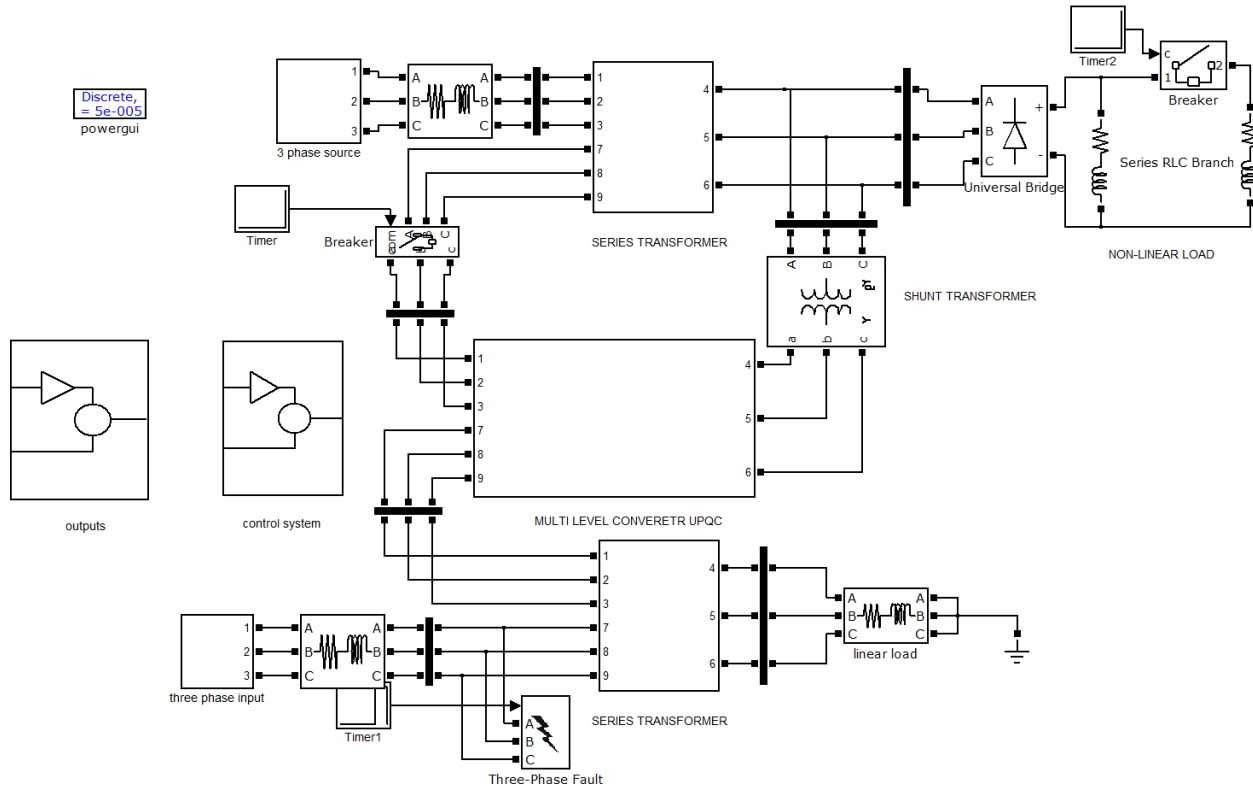 Timer2
c
1
2
Breaker
Discrete,
= 5e-005
powergui
1
2
3
3 phase source
A
B
C
A
B
C
1
2
3
7
8
9
4
5
6
SERIES TRANSFORMER
A
B
C
+
-
Universal Bridge
Series RLC Branch
NON-LINEAR LOAD
Timer
Breaker
com
A
B
C
a
c
A
B
C
Y
a
b
c
SHUNT TRANSFORMER
1
2
3
7
8
9
4
5
6
MULTI LEVEL CONVERETR UPQC
outputs
control system
1
2
3
7
8
9
4
5
6
SERIES TRANSFORMER
A
B
C
A
B
C
linear load
1
2
3
three phase input
A
B
C
A
B
C
Timer1
A
B
C
Three-Phase Fault